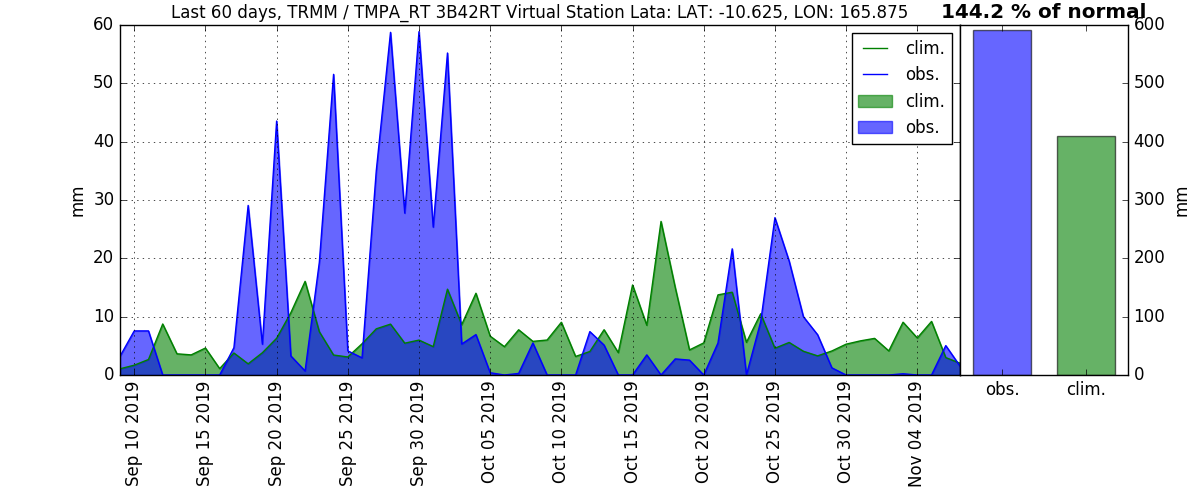 Last 60 days, TRMM / TMPA_RT 3B42RT Virtual Station Lata: LAT: -10.625, LON: 165.875
144.2 % of normal
60
50
40
30
20
10
0
mm
clim.
obs.
clim.
obs.
600
500
400
300
200
100
0
mm
obs.
clim.
Sep 10 2019
Sep 15 2019
Sep 20 2019
Sep 25 2019
Sep 30 2019
Oct 05 2019
Oct 10 2019
Oct 15 2019
Oct 20 2019
Oct 25 2019
Oct 30 2019
Nov 04 2019